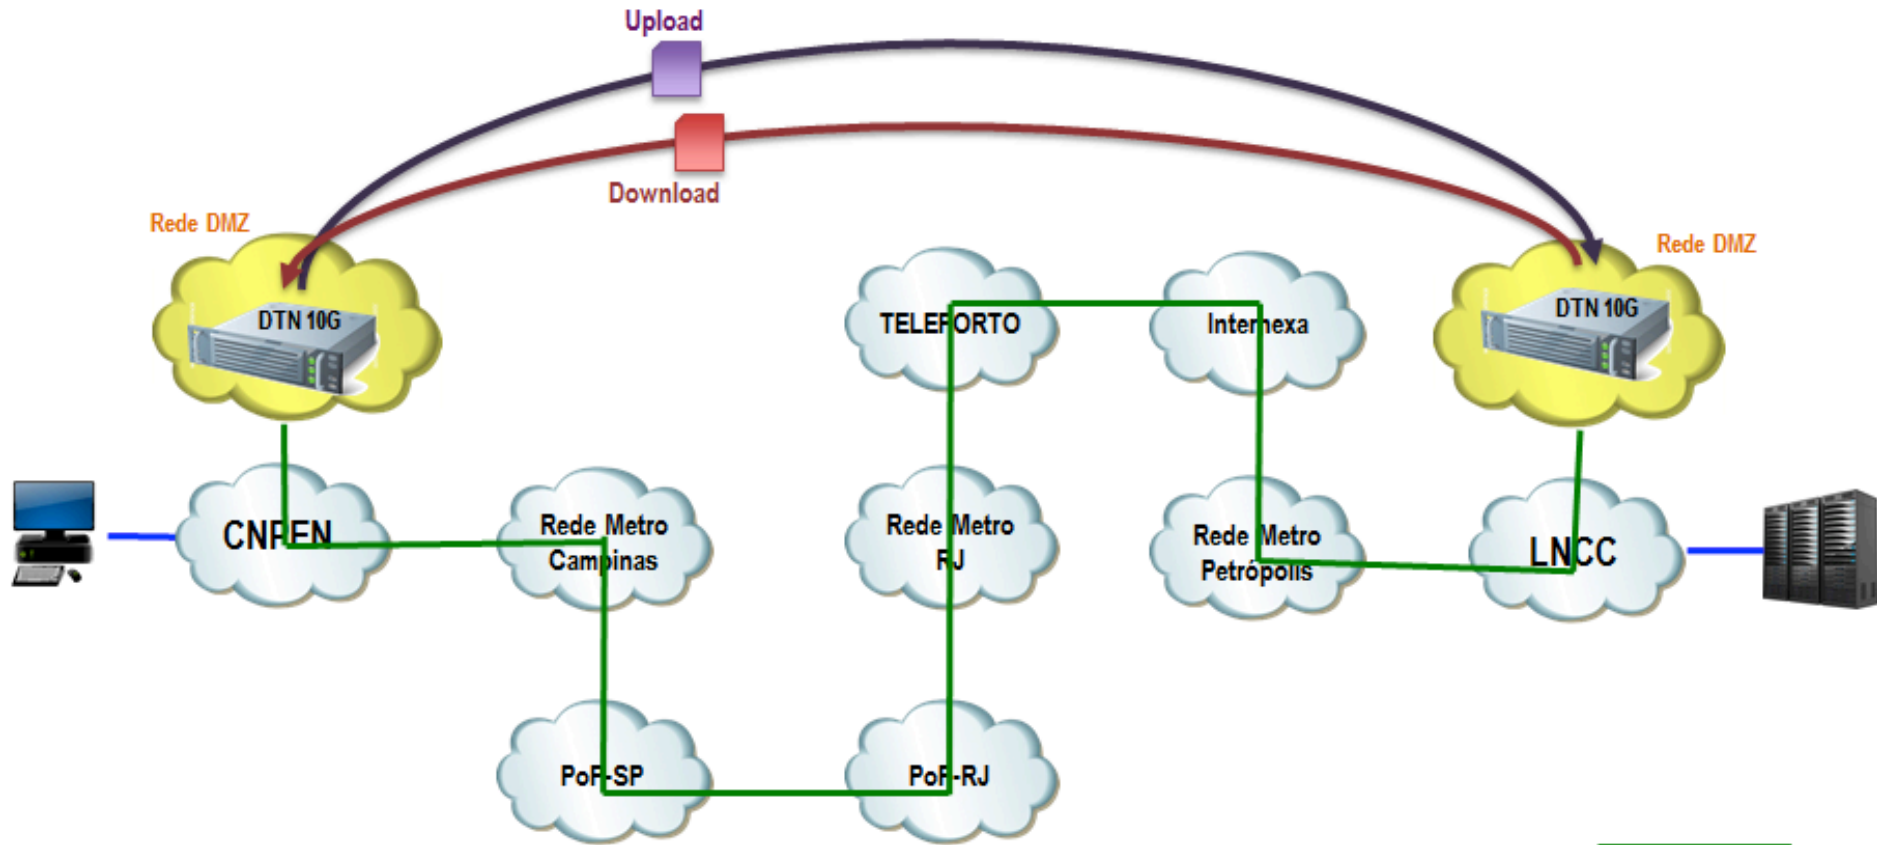 Upload
Download
Rede DMZ
Rede DMZ
DTN 10G
TELEPORTO
Internexa
DTN 10G
CNPEN
Rede Metro
Campinas
Rede Metro
RJ
Rede Metro
Petrópolis
LNCC
PoP-SP
PoP-RJ